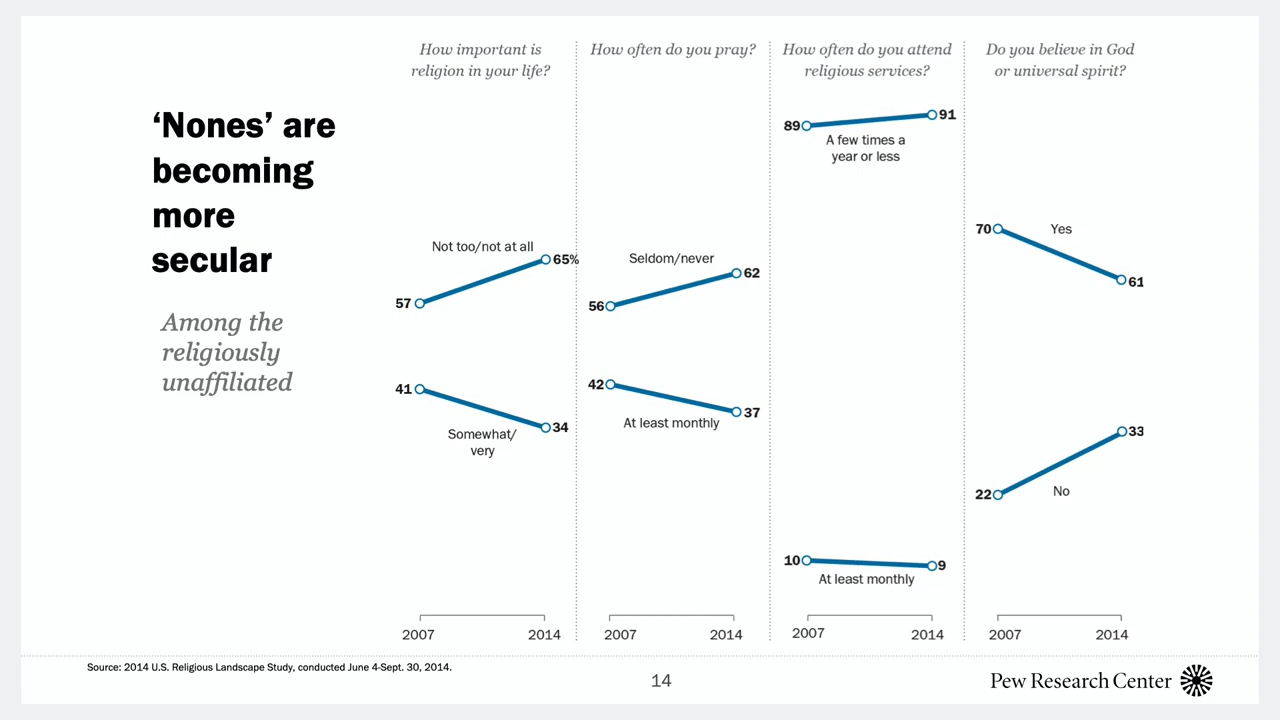 ‘Nones’ are
becoming
more
secular
Among the
religiously
unaffiliated
How important is
religion in your life?
Not too/not at all
57
65%
41
34
Somewhat/
very
2007
2014
How often do you pray?
Seldom/never
56
62
42
37
At least monthly
2007
2014
How often do you attend
religious services?
89
91
A few times a
year or less
10
9
At least monthly
2007
2014
Do you believe in God
or universal spirit?
70
Yes
61
33
22
No
2007
2014
Source: 2014 U.S. Religious Landscape Study, conducted June 4-Sept. 30, 2014.
14
Pew Research Center